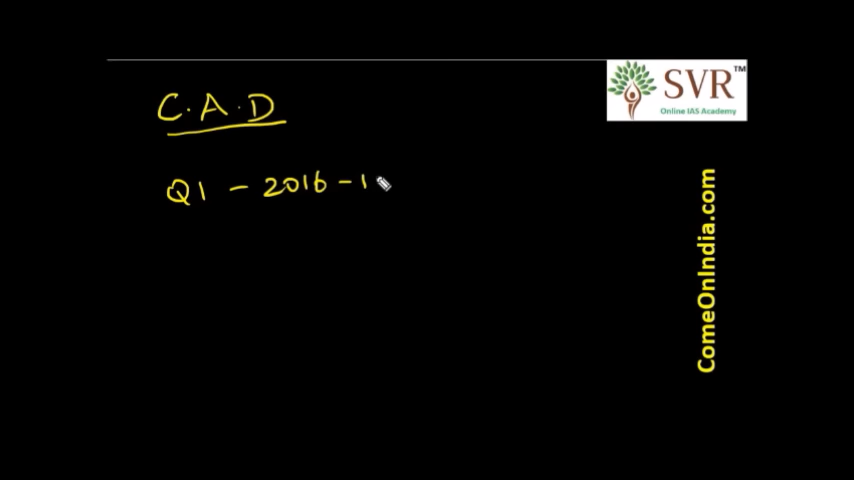 C.A.D
SVR™
Online IAS Academy
Q1 - 2016-1
ComeOnIndia.com